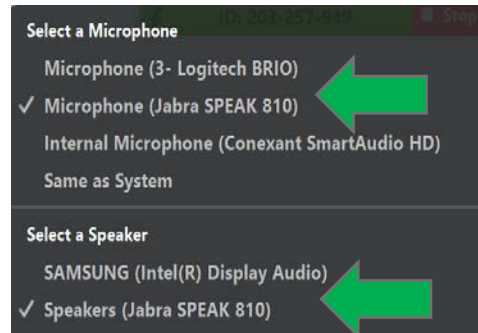 ID: 203-257-949
Stop
Select a Microphone
Microphone (3- Logitech BRIO)
✓ Microphone (Jabra SPEAK 810)
Internal Microphone (Conexant SmartAudio HD)
Same as System
Select a Speaker
SAMSUNG (Intel(R) Display Audio)
✓ Speakers (Jabra SPEAK 810)